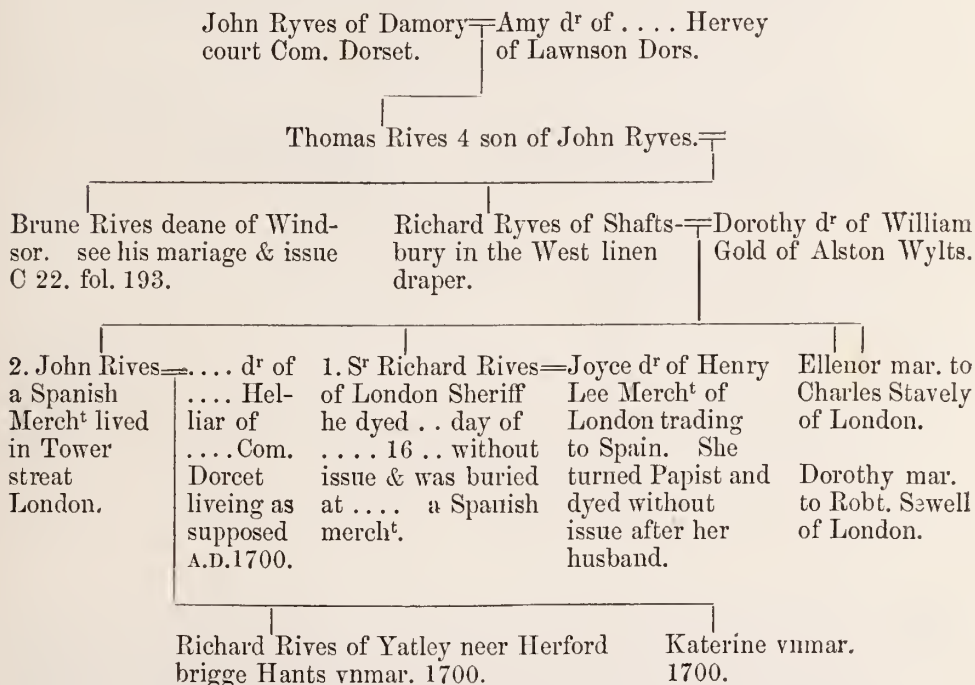 John Ryves of Damory
court Com. Dorset.
Amy dʳ of . . . . Hervey
of Lawnson Dors.
Thomas Rives 4 son of John Ryves.
Brune Rives deane of Wind-
sor. see his mariage & issue
C 22. fol. 193.
Richard Ryves of Shafts-
bury in the West linen
draper.
Dorothy dʳ of William
Gold of Alston Wylts.
2. John Rives
a Spanish
Merchᵗ lived
in Tower
streat
London.
. . . . dʳ of
. . . . Hel-
liar of
. . . . Com.
Dorcet
liveing as
supposed
A.D. 1700.
1. Sʳ Richard Rives
of London Sheriff
he dyed . . day of
. . . . 16 . . without
issue & was buried
at . . . . a Spanish
merchᵗ.
Joyce dʳ of Henry
Lee Merchᵗ of
London trading
to Spain. She
turned Papist and
dyed without
issue after her
husband.
Ellenor mar. to
Charles Stavely
of London.
Dorothy mar.
to Robt. Sewell
of London.
Richard Rives of Yatley neer Herford
brigge Hants vnmar. 1700.
Katerine vnmar.
1700.